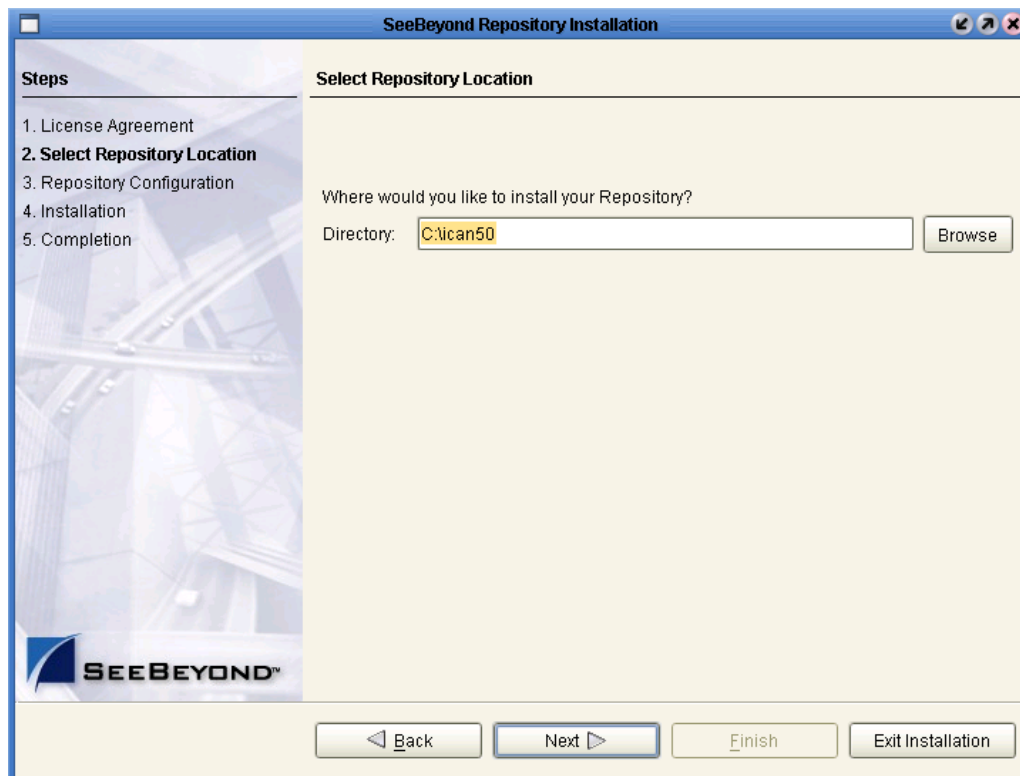 SeeBeyond Repository Installation
Steps
1. License Agreement
2. Select Repository Location
3. Repository Configuration
4. Installation
5. Completion
Select Repository Location
Where would you like to install your Repository?
Directory: C:\ican50 Browse
SEEBEYOND™
Back Next Finish Exit Installation